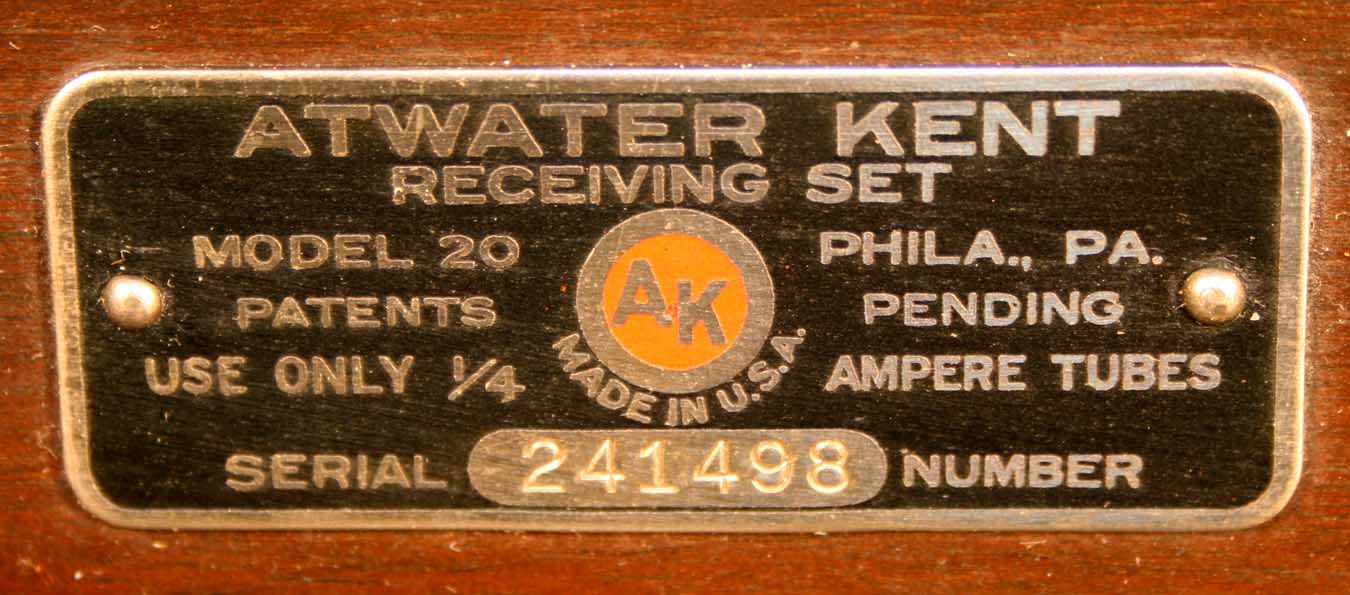 ATWATER KENT
RECEIVING SET
MODEL 20 PHILA., PA.
AK
PATENTS PENDING
MADE IN U.S.A.
USE ONLY 1/4 AMPERE TUBES
SERIAL 241498 NUMBER